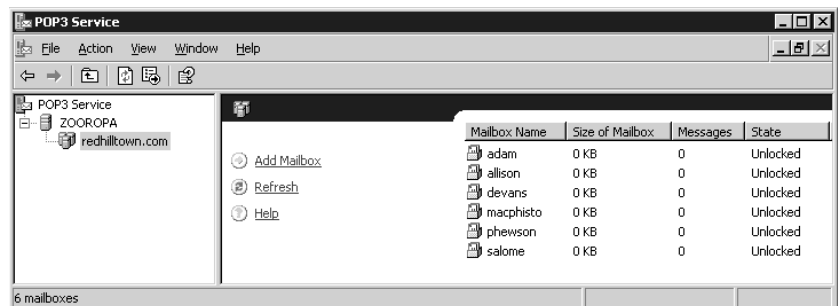 POP3 Service
File Action View Window Help
POP3 Service
ZOOROPA
redhilltown.com
Add Mailbox
Refresh
Help
Mailbox Name Size of Mailbox Messages State
adam 0 KB 0 Unlocked
allison 0 KB 0 Unlocked
devans 0 KB 0 Unlocked
macphisto 0 KB 0 Unlocked
phewson 0 KB 0 Unlocked
salome 0 KB 0 Unlocked
6 mailboxes